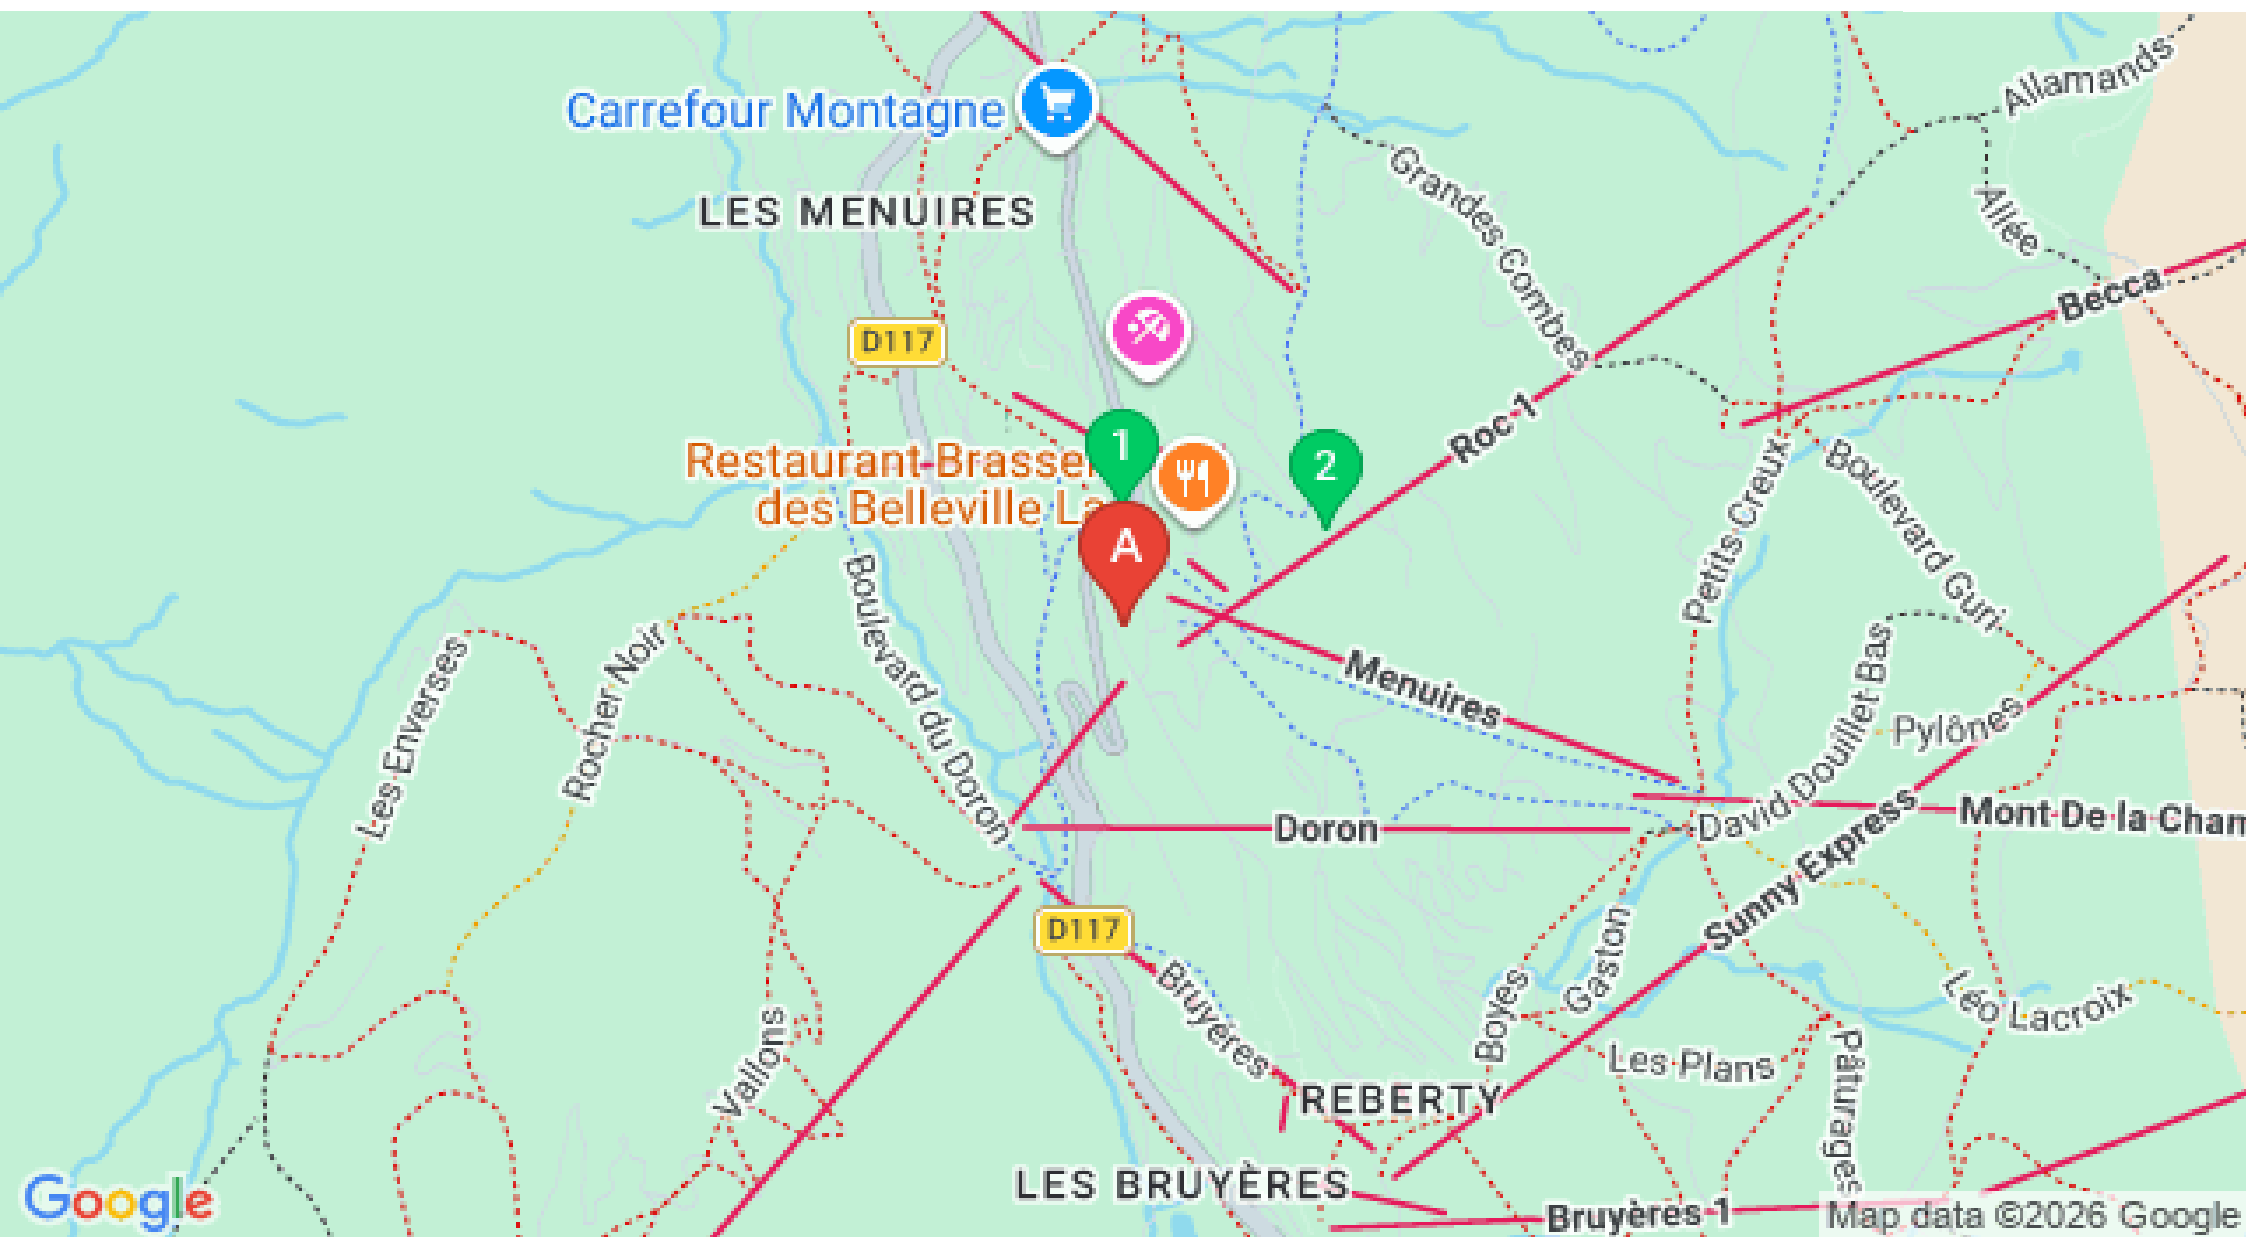 Allamands
Carrefour Montagne
Grandes Combes
LES MENUIRES
Allée
Becca
D117
Roc 1
1
Restaurant Brasse
des Belleville La
2
A
Petits Creux
Boulevard Guri
Boulevard du Doron
Les Enverses
Rocher Noir
Menuires
David Douillet Bas
Pylônes
Doron
Mont De la Cham
Sunny Express
D117
Bruyères
Boyes
Gaston
Léo Lacroix
Les Plans
Pâturages
Vallons
REBERTY
LES BRUYÈRES
Bruyères 1
Google
Map data ©2026 Google